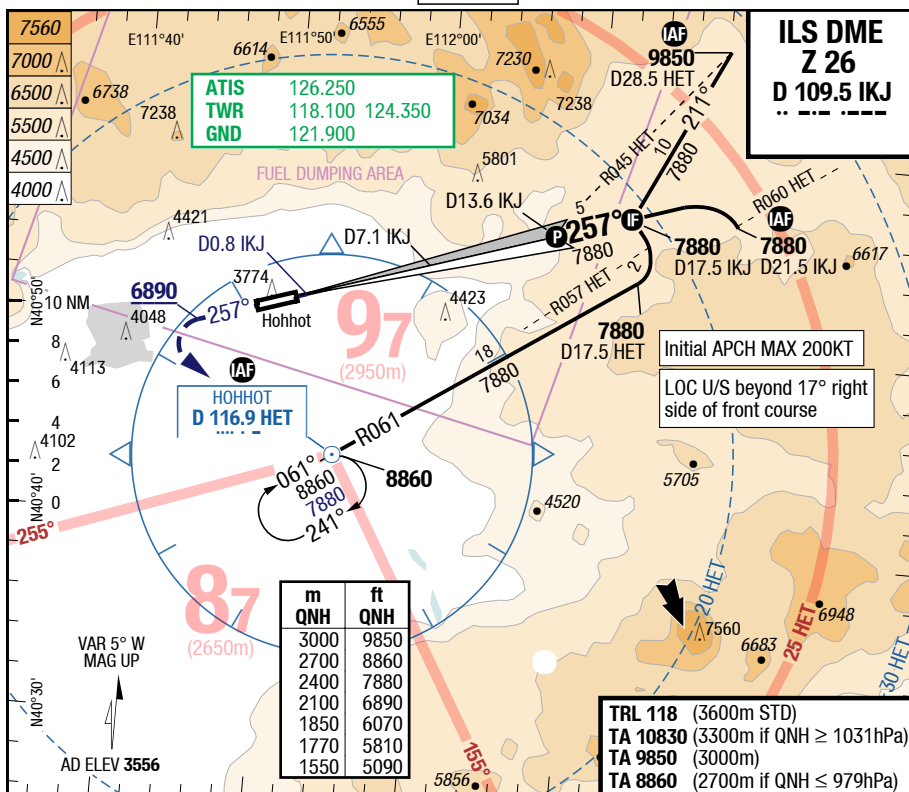 7560
7000
6500
5500
4500
4000
E111°40'
E111°50'
E112°00'
6555
6614
6738
7238
7230
7238
7034
5801
ATIS 126.250
TWR 118.100 124.350
GND 121.900
FUEL DUMPING AREA
IAF
9850
D28.5 HET
ILS DME
Z 26
D 109.5 IKJ
211°
10
7880
R045 HET
5
R060 HET
D13.6 IKJ
P
257°
IF
7880
IAF
7880
D17.5 IKJ
7880
D21.5 IKJ
6617
4421
D0.8 IKJ
D7.1 IKJ
3774
Hohhot
6890
257°
N40°50'
10 NM
8
6
4
2
0
4048
4113
4102
N40°40'
4423
97
(2950m)
R057 HET
2
7880
D17.5 HET
18
7880
Initial APCH MAX 200KT
LOC U/S beyond 17° right
side of front course
IAF
HOHHOT
D 116.9 HET
R061
061°
8860
7880
241°
8860
255°
5705
4520
87
(2650m)
m ft
QNH QNH
3000 9850
2700 8860
2400 7880
2100 6890
1850 6070
1770 5810
1550 5090
20 HET
7560
6948
6683
25 HET
30 HET
VAR 5° W
MAG UP
N40°30'
AD ELEV 3556
155°
5856
TRL 118 (3600m STD)
TA 10830 (3300m if QNH ≥ 1031hPa)
TA 9850 (3000m)
TA 8860 (2700m if QNH ≤ 979hPa)